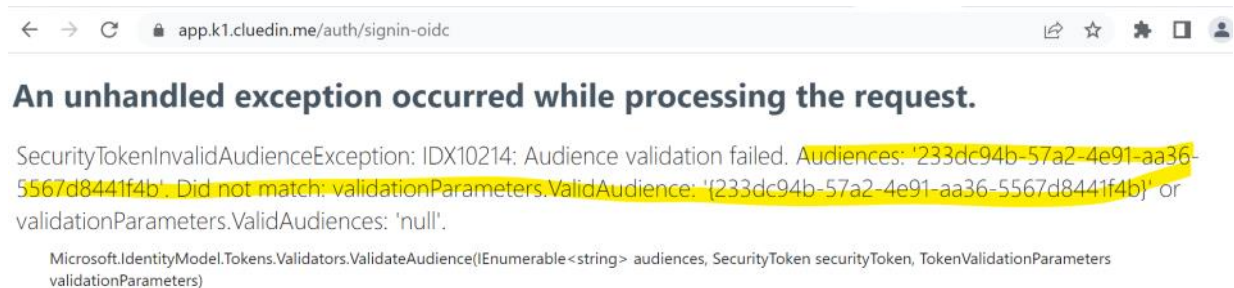 app.k1.cluedin.me/auth/signin-oidc
An unhandled exception occurred while processing the request.
SecurityTokenInvalidAudienceException: IDX10214: Audience validation failed. Audiences: '233dc94b-57a2-4e91-aa36-
5567d8441f4b'. Did not match: validationParameters.ValidAudience: '{233dc94b-57a2-4e91-aa36-5567d8441f4b}' or
validationParameters.ValidAudiences: 'null'.
Microsoft.IdentityModel.Tokens.Validators.ValidateAudience(IEnumerable<string> audiences, SecurityToken securityToken, TokenValidationParameters
validationParameters)